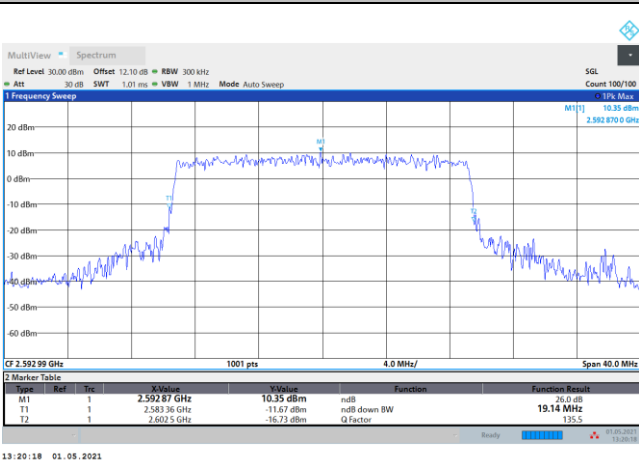 MultiView Spectrum
Ref Level 30.00 dBm Offset 12.10 dB RBW 300 kHz SGL
Att 30 dB SWT 1.01 ms VBW 1 MHz Mode Auto Sweep Count 100/100
1 Frequency Sweep 1Pk Max
M1[1] 10.35 dBm
2.592 870 0 GHz
20 dBm
M1
10 dBm
0 dBm
T1
-10 dBm
T2
-20 dBm
-30 dBm
-40 dBm
-50 dBm
-60 dBm
CF 2.592 99 GHz 1001 pts 4.0 MHz/ Span 40.0 MHz
2 Marker Table
Type Ref Trc X-Value Y-Value Function Function Result
M1 1 2.592 87 GHz 10.35 dBm ndB 26.0 dB
T1 1 2.583 36 GHz -11.67 dBm ndB down BW 19.14 MHz
T2 1 2.602 5 GHz -16.73 dBm Q Factor 135.5
Ready 01.05.2021
13:20:18
13:20:18 01.05.2021